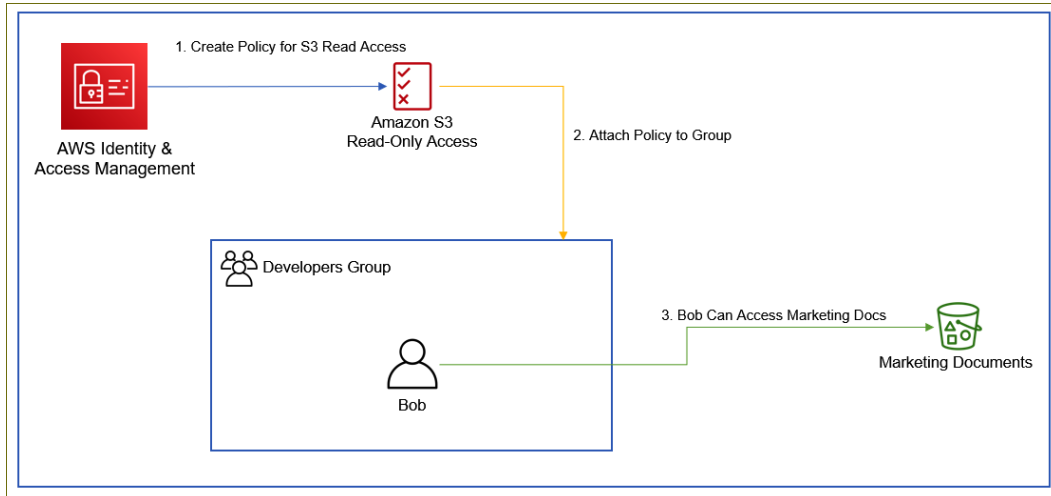 1. Create Policy for S3 Read Access
AWS Identity &
Access Management
Amazon S3
Read-Only Access
2. Attach Policy to Group
Developers Group
Bob
3. Bob Can Access Marketing Docs
Marketing Documents